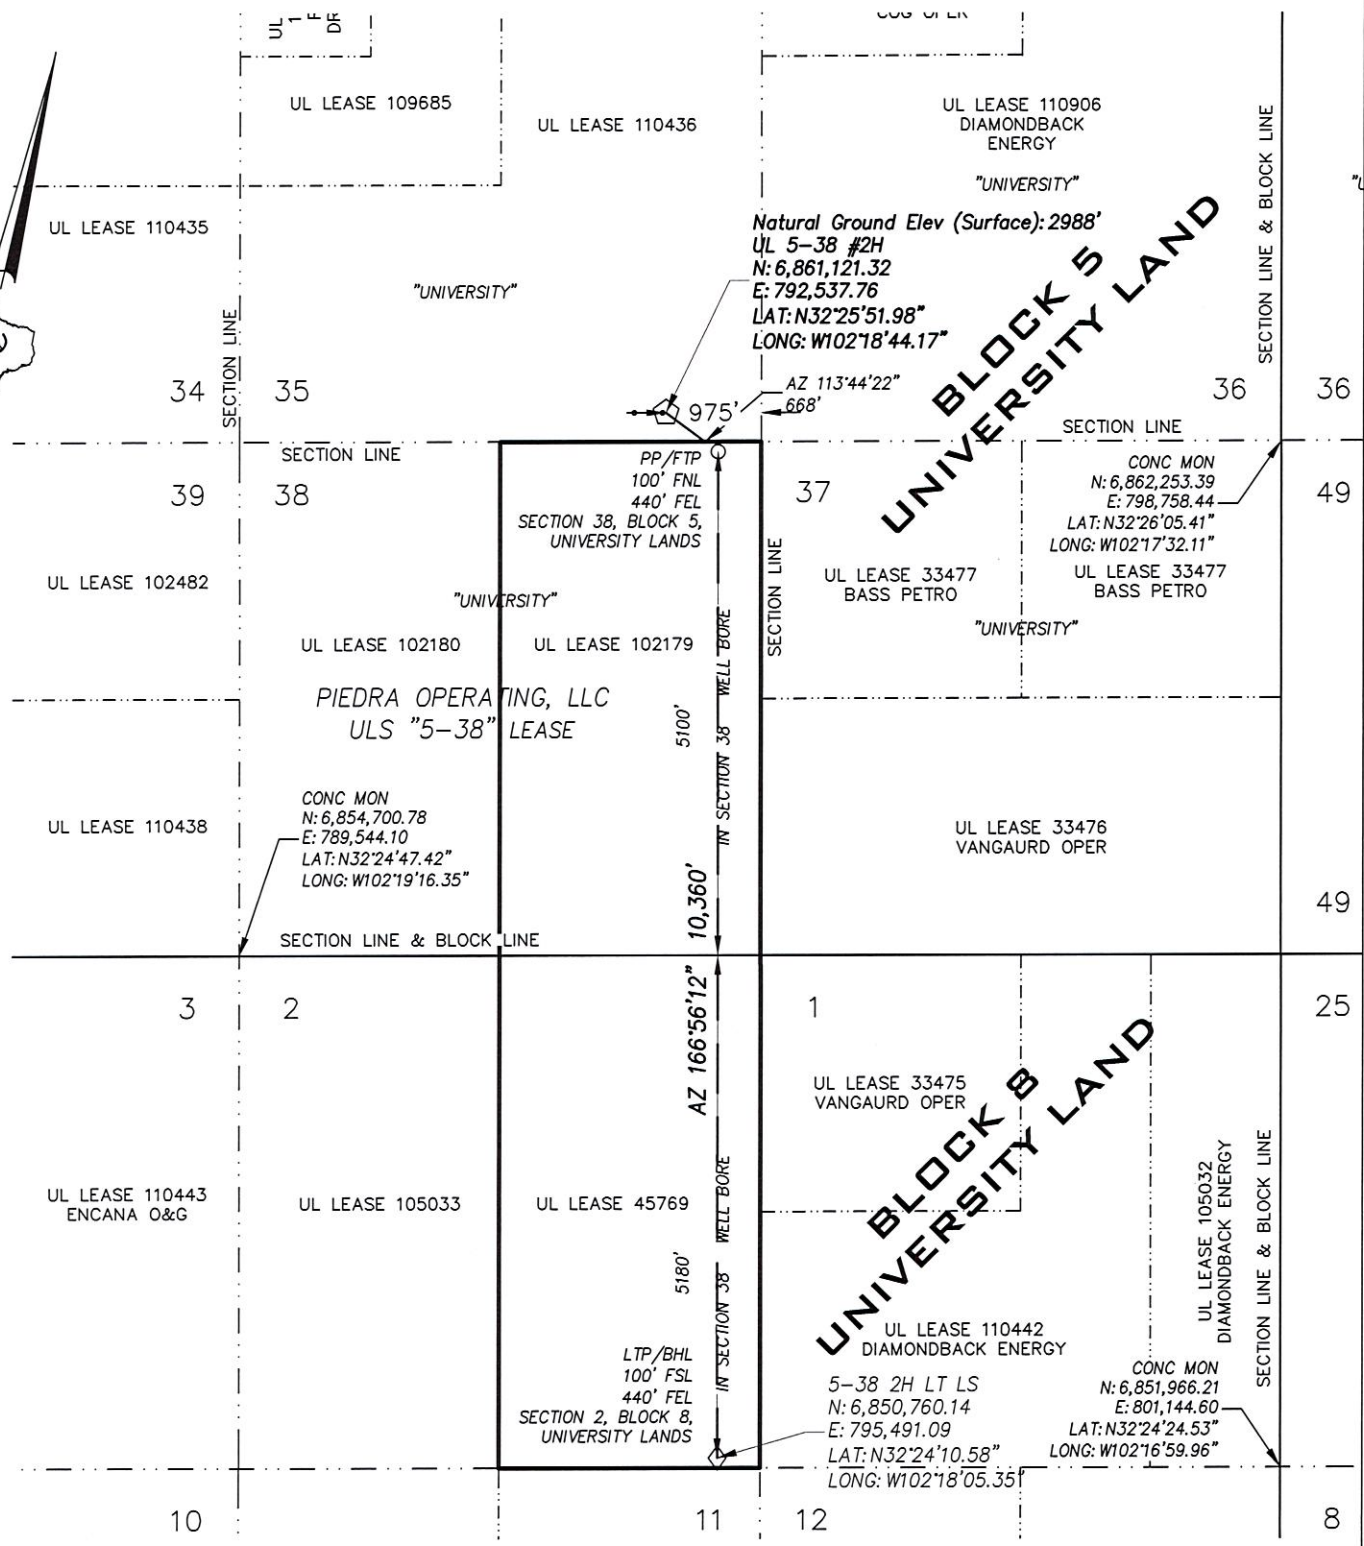 UL
1
F
DR
COG OPER
UL LEASE 109685
UL LEASE 110436
UL LEASE 110906
DIAMONDBACK
ENERGY
"UNIVERSITY"
SECTION LINE & BLOCK LINE
UL LEASE 110435
"UNIVERSITY"
Natural Ground Elev (Surface): 2988'
UL 5-38 #2H
N: 6,861,121.32
E: 792,537.76
LAT: N32°25'51.98"
LONG: W102°18'44.17"
BLOCK 5
UNIVERSITY LAND
SECTION LINE
34
35
975'
AZ 113°44'22"
668'
36
36
SECTION LINE
SECTION LINE
39
38
PP/FTP
100' FNL
440' FEL
SECTION 38, BLOCK 5,
UNIVERSITY LANDS
37
CONC MON
N: 6,862,253.39
E: 798,758.44
LAT: N32°26'05.41"
LONG: W102°17'32.11"
49
UL LEASE 102482
"UNIVERSITY"
UL LEASE 102180
UL LEASE 102179
WELL BORE
SECTION LINE
UL LEASE 33477
BASS PETRO
UL LEASE 33477
BASS PETRO
"UNIVERSITY"
PIEDRA OPERATING, LLC
ULS "5-38" LEASE
5100'
IN SECTION 38
CONC MON
N: 6,854,700.78
E: 789,544.10
LAT: N32°24'47.42"
LONG: W102°19'16.35"
UL LEASE 110438
UL LEASE 33476
VANGAURD OPER
10,360'
49
SECTION LINE & BLOCK LINE
3
2
AZ 166°56'12"
1
25
UL LEASE 33475
VANGAURD OPER
BLOCK 8
UNIVERSITY LAND
UL LEASE 110443
ENCANA O&G
UL LEASE 105033
UL LEASE 45769
WELL BORE
UL LEASE 105032
DIAMONDBACK ENERGY
SECTION LINE & BLOCK LINE
5180'
IN SECTION 38
UL LEASE 110442
DIAMONDBACK ENERGY
LTP/BHL
100' FSL
440' FEL
SECTION 2, BLOCK 8,
UNIVERSITY LANDS
5-38 2H LT LS
N: 6,850,760.14
E: 795,491.09
LAT: N32°24'10.58"
LONG: W102°18'05.35"
CONC MON
N: 6,851,966.21
E: 801,144.60
LAT: N32°24'24.53"
LONG: W102°16'59.96"
10
11
12
8